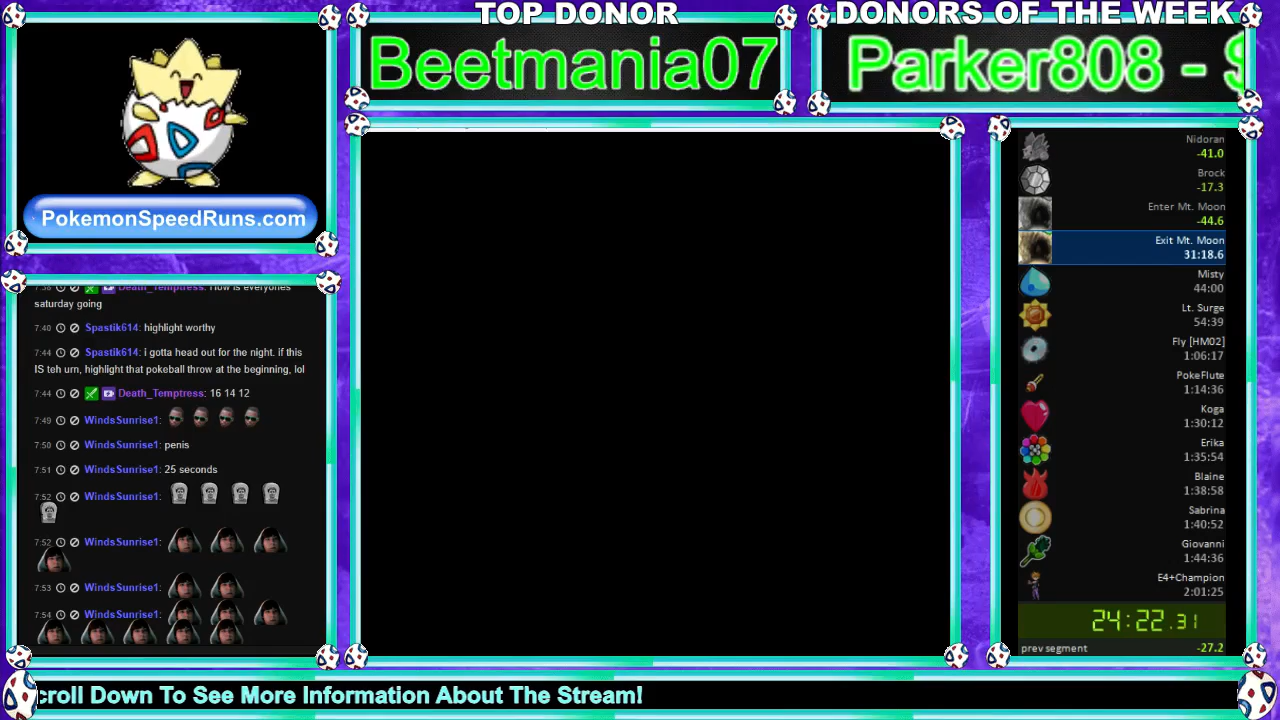 TOP DONOR
DONORS OF THE WEEK
Beetmania07
Parker808 -
PokemonSpeedRuns.com
7:38 Death_Temptress: How is everyones
saturday going
7:40 Spastik614: highlight worthy
7:44 Spastik614: i gotta head out for the night. if this
IS teh urn, highlight that pokeball throw at the beginning, lol
7:44 Death_Temptress: 16 14 12
7:49 WindsSunrise1:
7:50 WindsSunrise1: penis
7:51 WindsSunrise1: 25 seconds
7:52 WindsSunrise1:
7:52 WindsSunrise1:
7:53 WindsSunrise1:
7:54 WindsSunrise1:
Nidoran
-41.0
Brock
-17.3
Enter Mt. Moon
-44.6
Exit Mt. Moon
31:18.6
Misty
44:00
Lt. Surge
54:39
Fly [HM02]
1:06:17
PokeFlute
1:14:36
Koga
1:30:12
Erika
1:35:54
Blaine
1:38:58
Sabrina
1:40:52
Giovanni
1:44:36
E4+Champion
2:01:25
24:22.31
prev segment -27.2
croll Down To See More Information About The Stream!